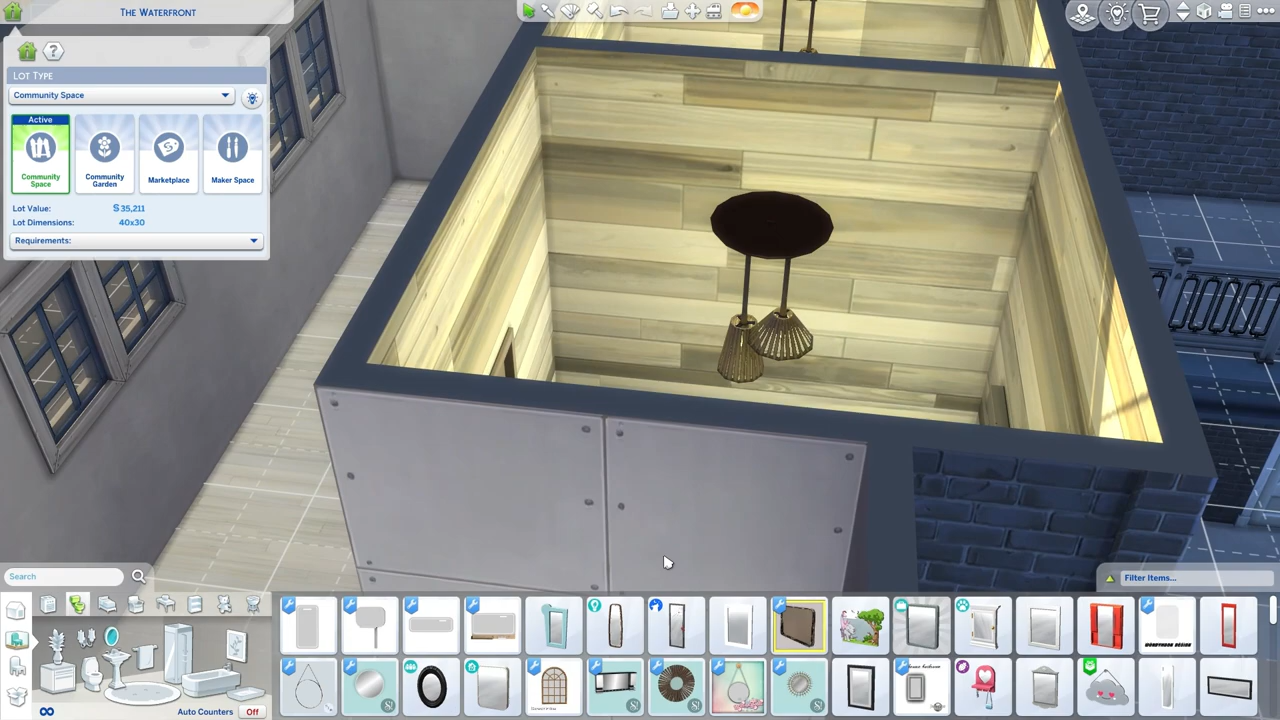 THE WATERFRONT
LOT TYPE
Community Space
Active
Community Space
Community Garden
Marketplace
Maker Space
Lot Value: §35,211
Lot Dimensions: 40x30
Requirements:
Search
Filter Items...
Auto Counters Off